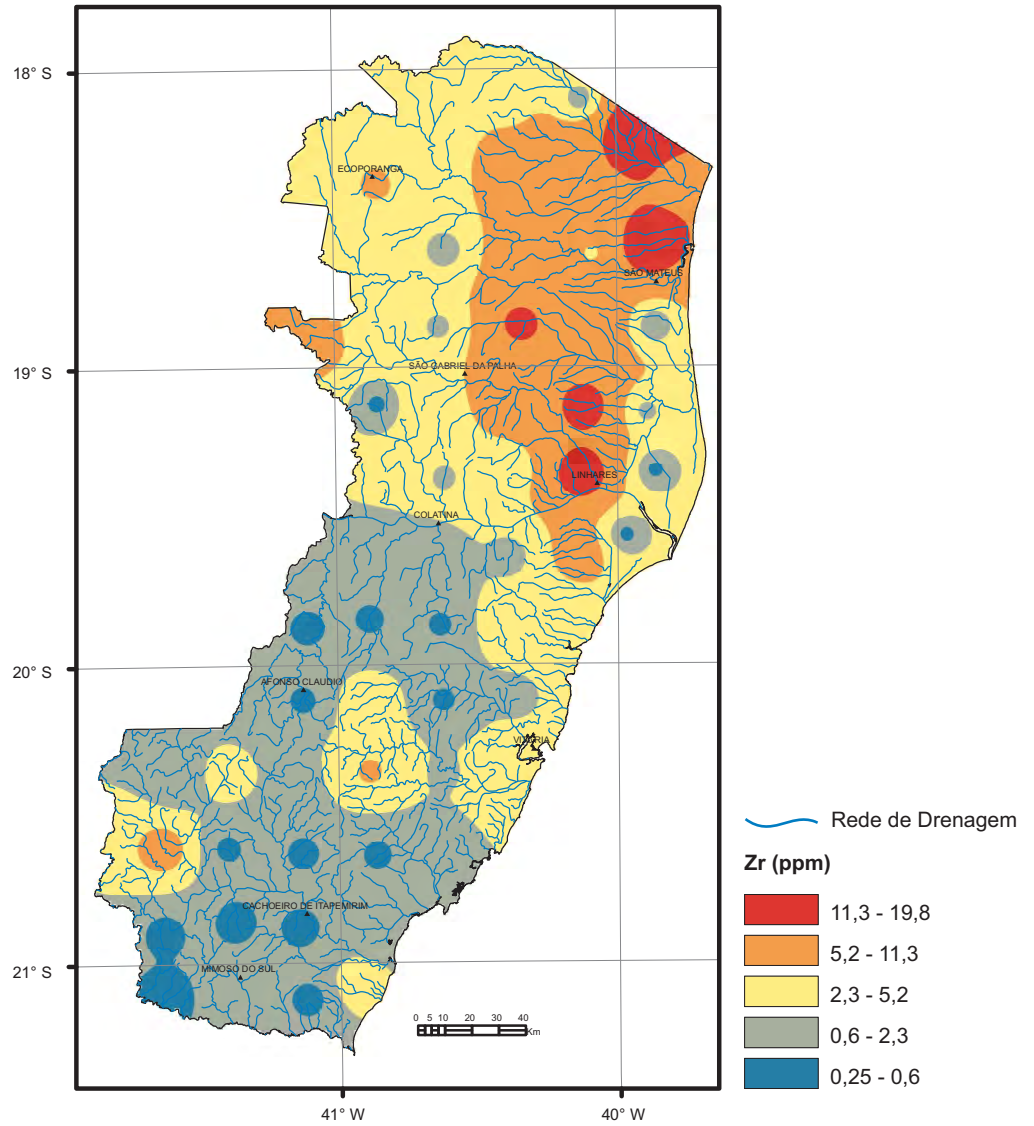 18° S
ECOPORANGA
SÃO MATEUS
19° S
SÃO GABRIEL DA PALHA
LINHARES
COLATINA
20° S
AFONSO CLAUDIO
VITÓRIA
Rede de Drenagem
Zr (ppm)
11,3 - 19,8
5,2 - 11,3
2,3 - 5,2
0,6 - 2,3
0,25 - 0,6
CACHOEIRO DE ITAPEMIRIM
21° S
MIMOSO DO SUL
0 5 10 20 30 40
Km
41° W 40° W